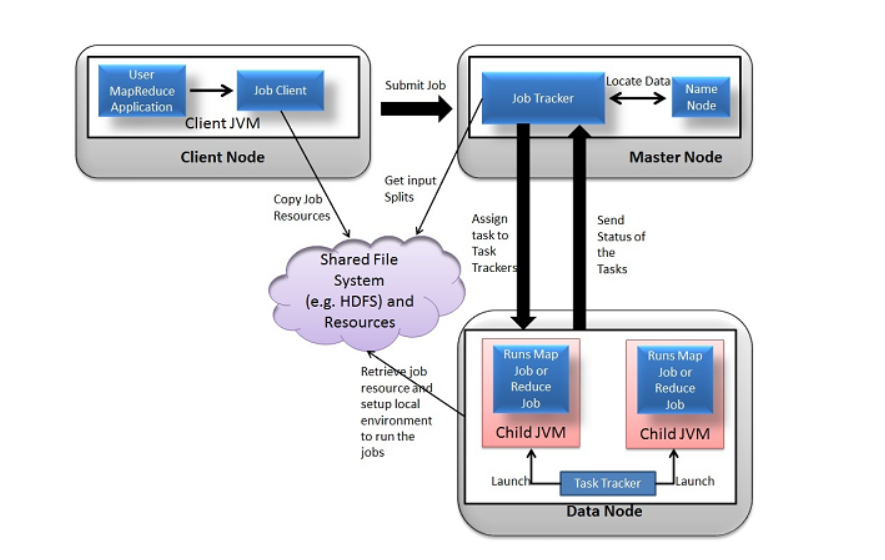 User
MapReduce
Application
Job Client
Client JVM
Client Node
Submit Job
Job Tracker
Locate Data
Name
Node
Master Node
Copy Job
Resources
Get input
Splits
Assign
task to
Task
Trackers
Send
Status of
the
Tasks
Shared File
System
(e.g. HDFS) and
Resources
Retrieve job
resource and
setup local
environment
to run the
jobs
Runs Map
Job or
Reduce
Job
Child JVM
Runs Map
Job or
Reduce
Job
Child JVM
Launch
Task Tracker
Launch
Data Node